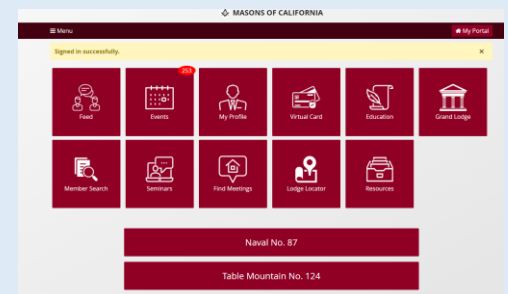 MASONS OF CALIFORNIA
Menu
My Portal
Signed in successfully.
×
253
Feed
Events
My Profile
Virtual Card
Education
Grand Lodge
Member Search
Seminars
Find Meetings
Lodge Locator
Resources
Naval No. 87
Table Mountain No. 124